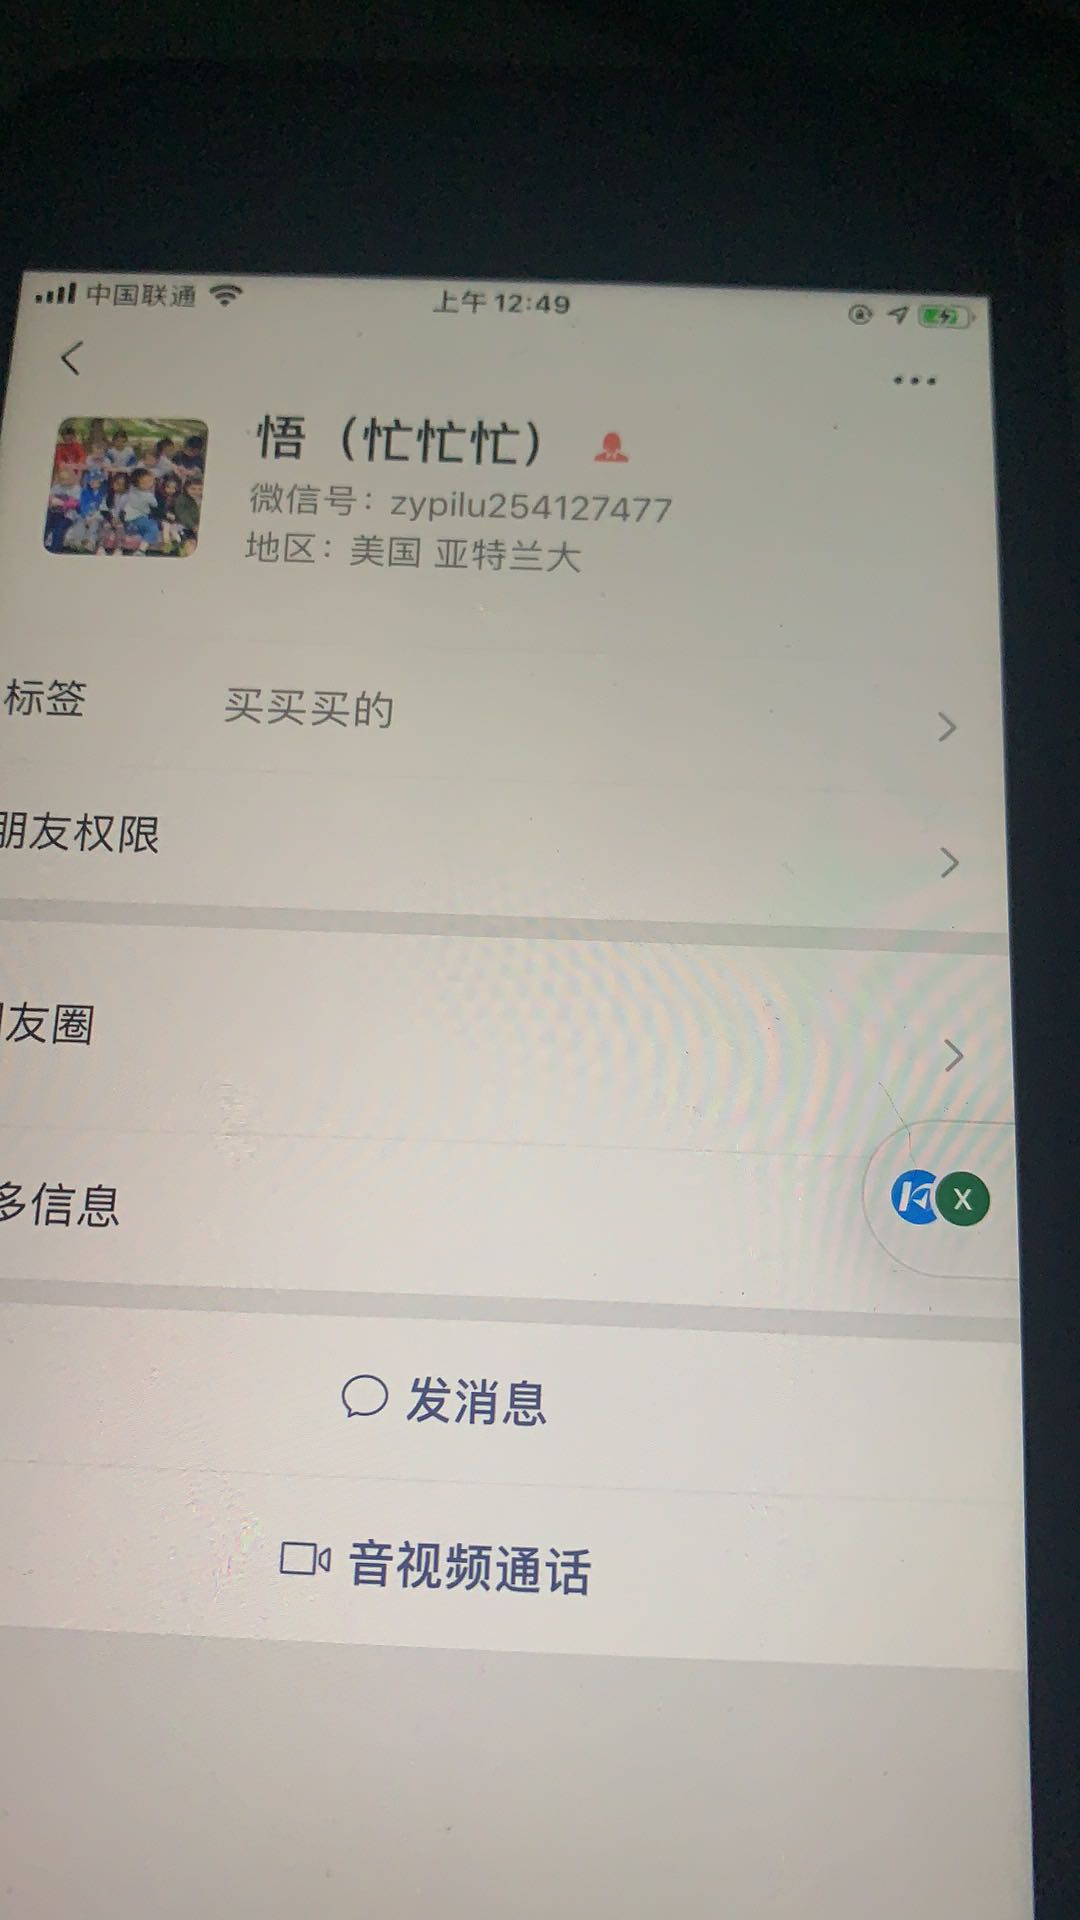 中国联通
上午12:49
悟（忙忙忙）
微信号：zypilu254127477
地区：美国 亚特兰大
标签
买买买的
朋友权限
友圈
多信息
X
发消息
音视频通话